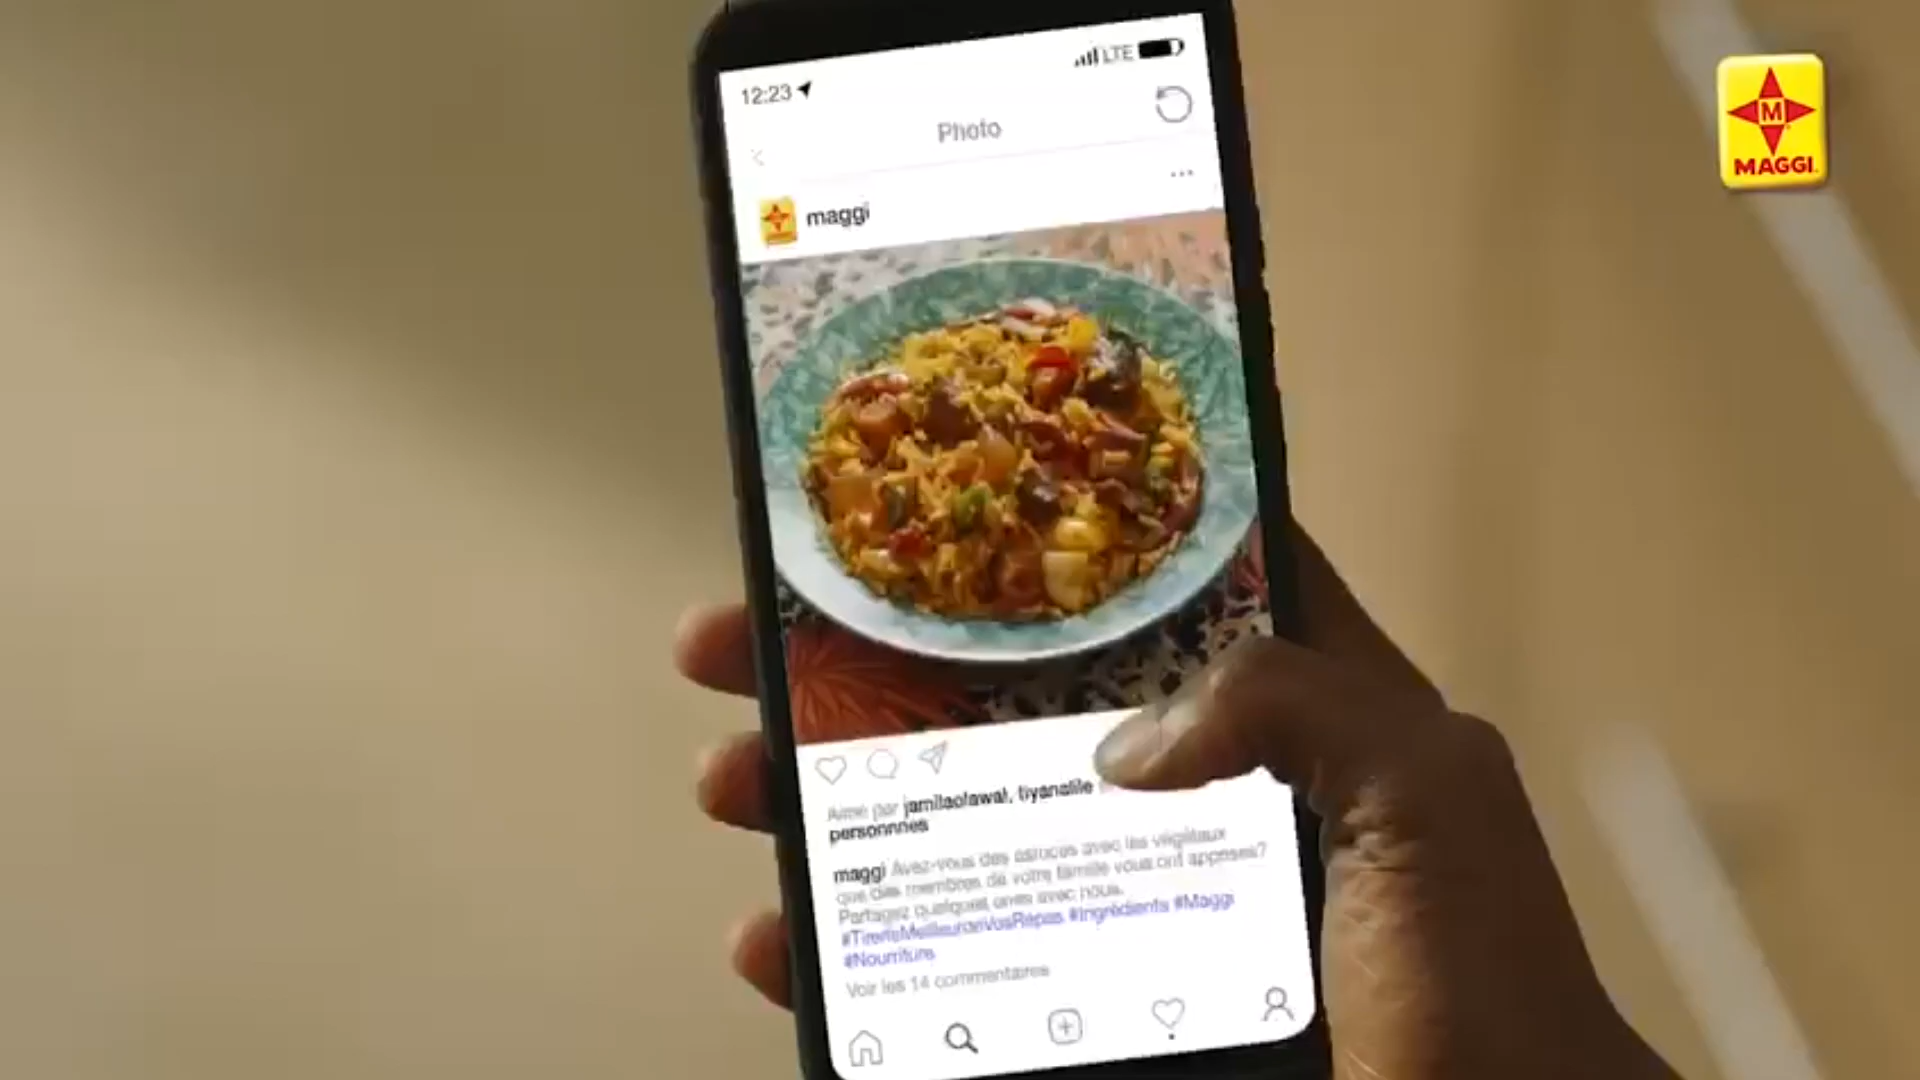 12:23
LTE
Photo
M
MAGGI
maggi
Aimé par jamilaolawal, tiyanalile
personnnes
maggi Avez-vous des astuces avec les végétaux
que des membres de votre famille vous ont apprises?
Partagez quelques unes avec nous.
#TirerleMeilleurdeVosRepas #Ingrédients #Maggi
#Nourriture
Voir les 14 commentaires